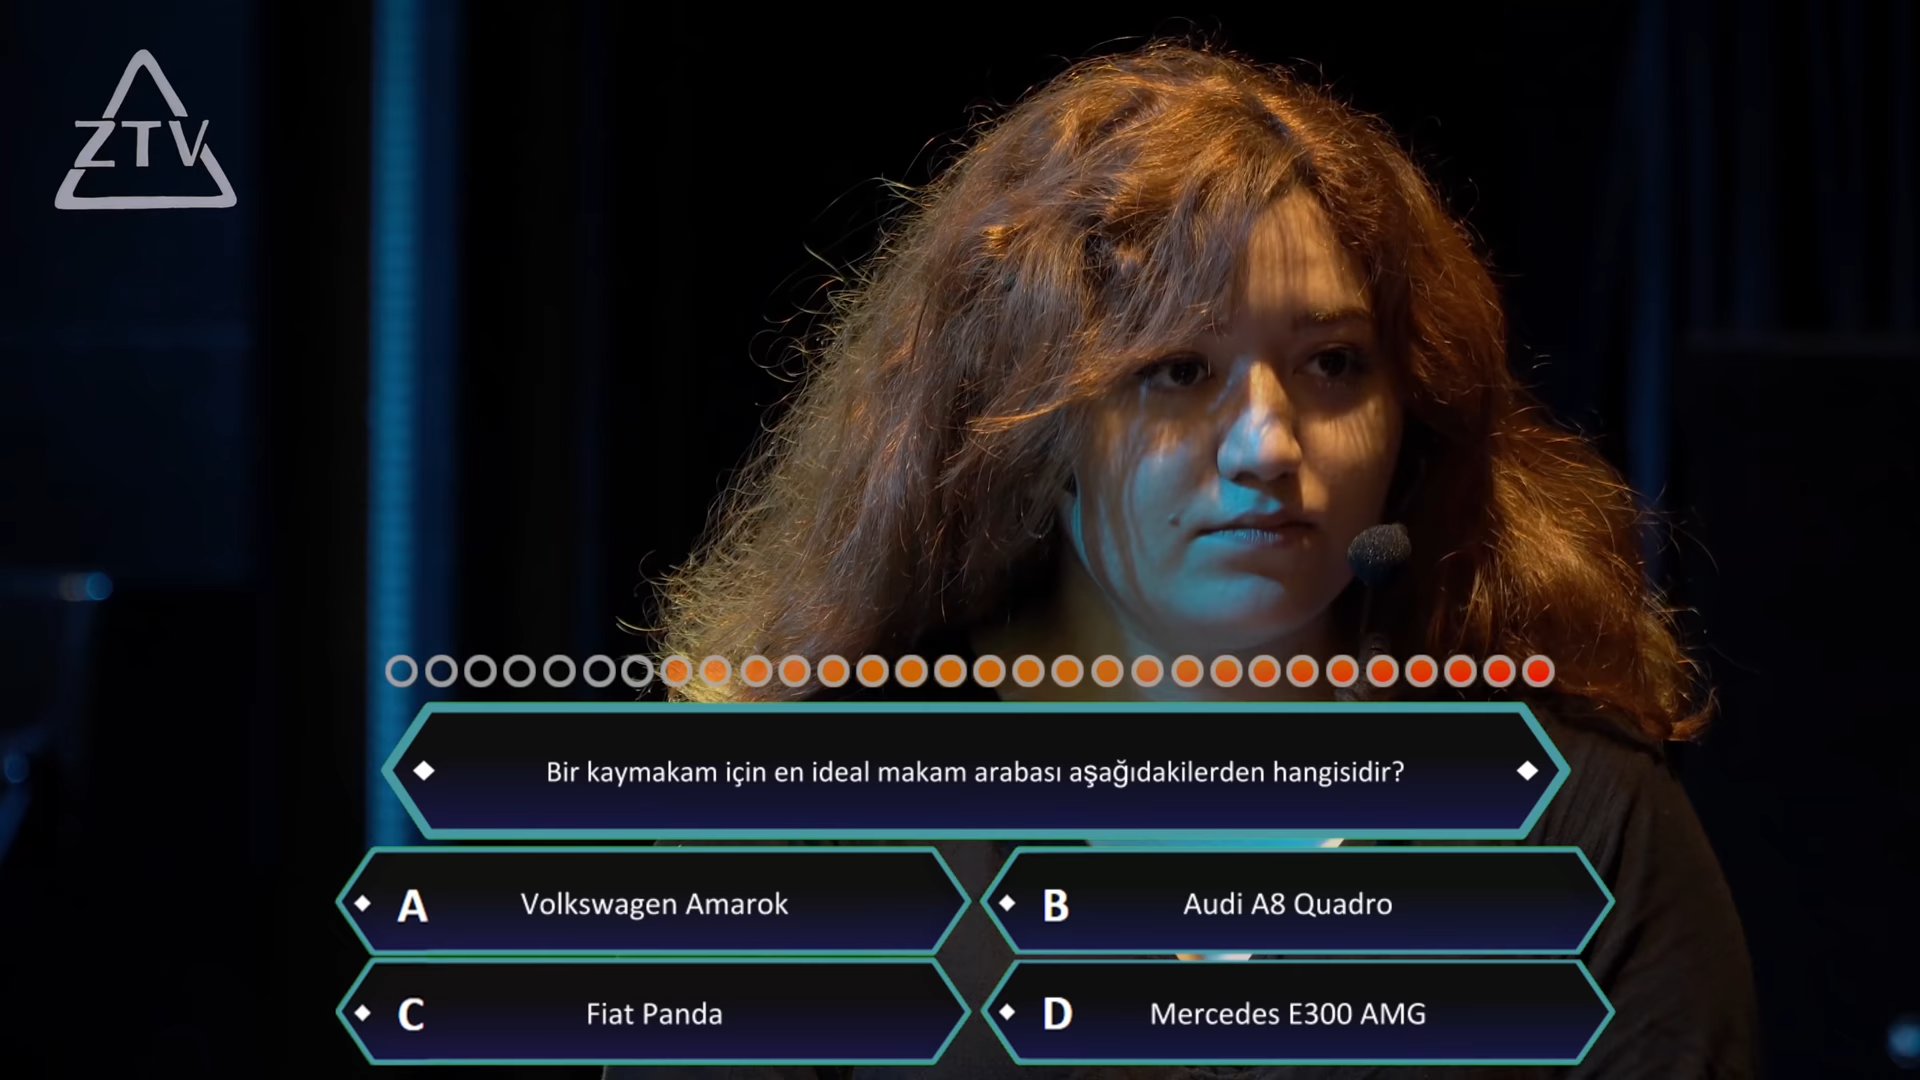 ZTV
Bir kaymakam için en ideal makam arabası aşağıdakilerden hangisidir?
A Volkswagen Amarok
B Audi A8 Quadro
C Fiat Panda
D Mercedes E300 AMG